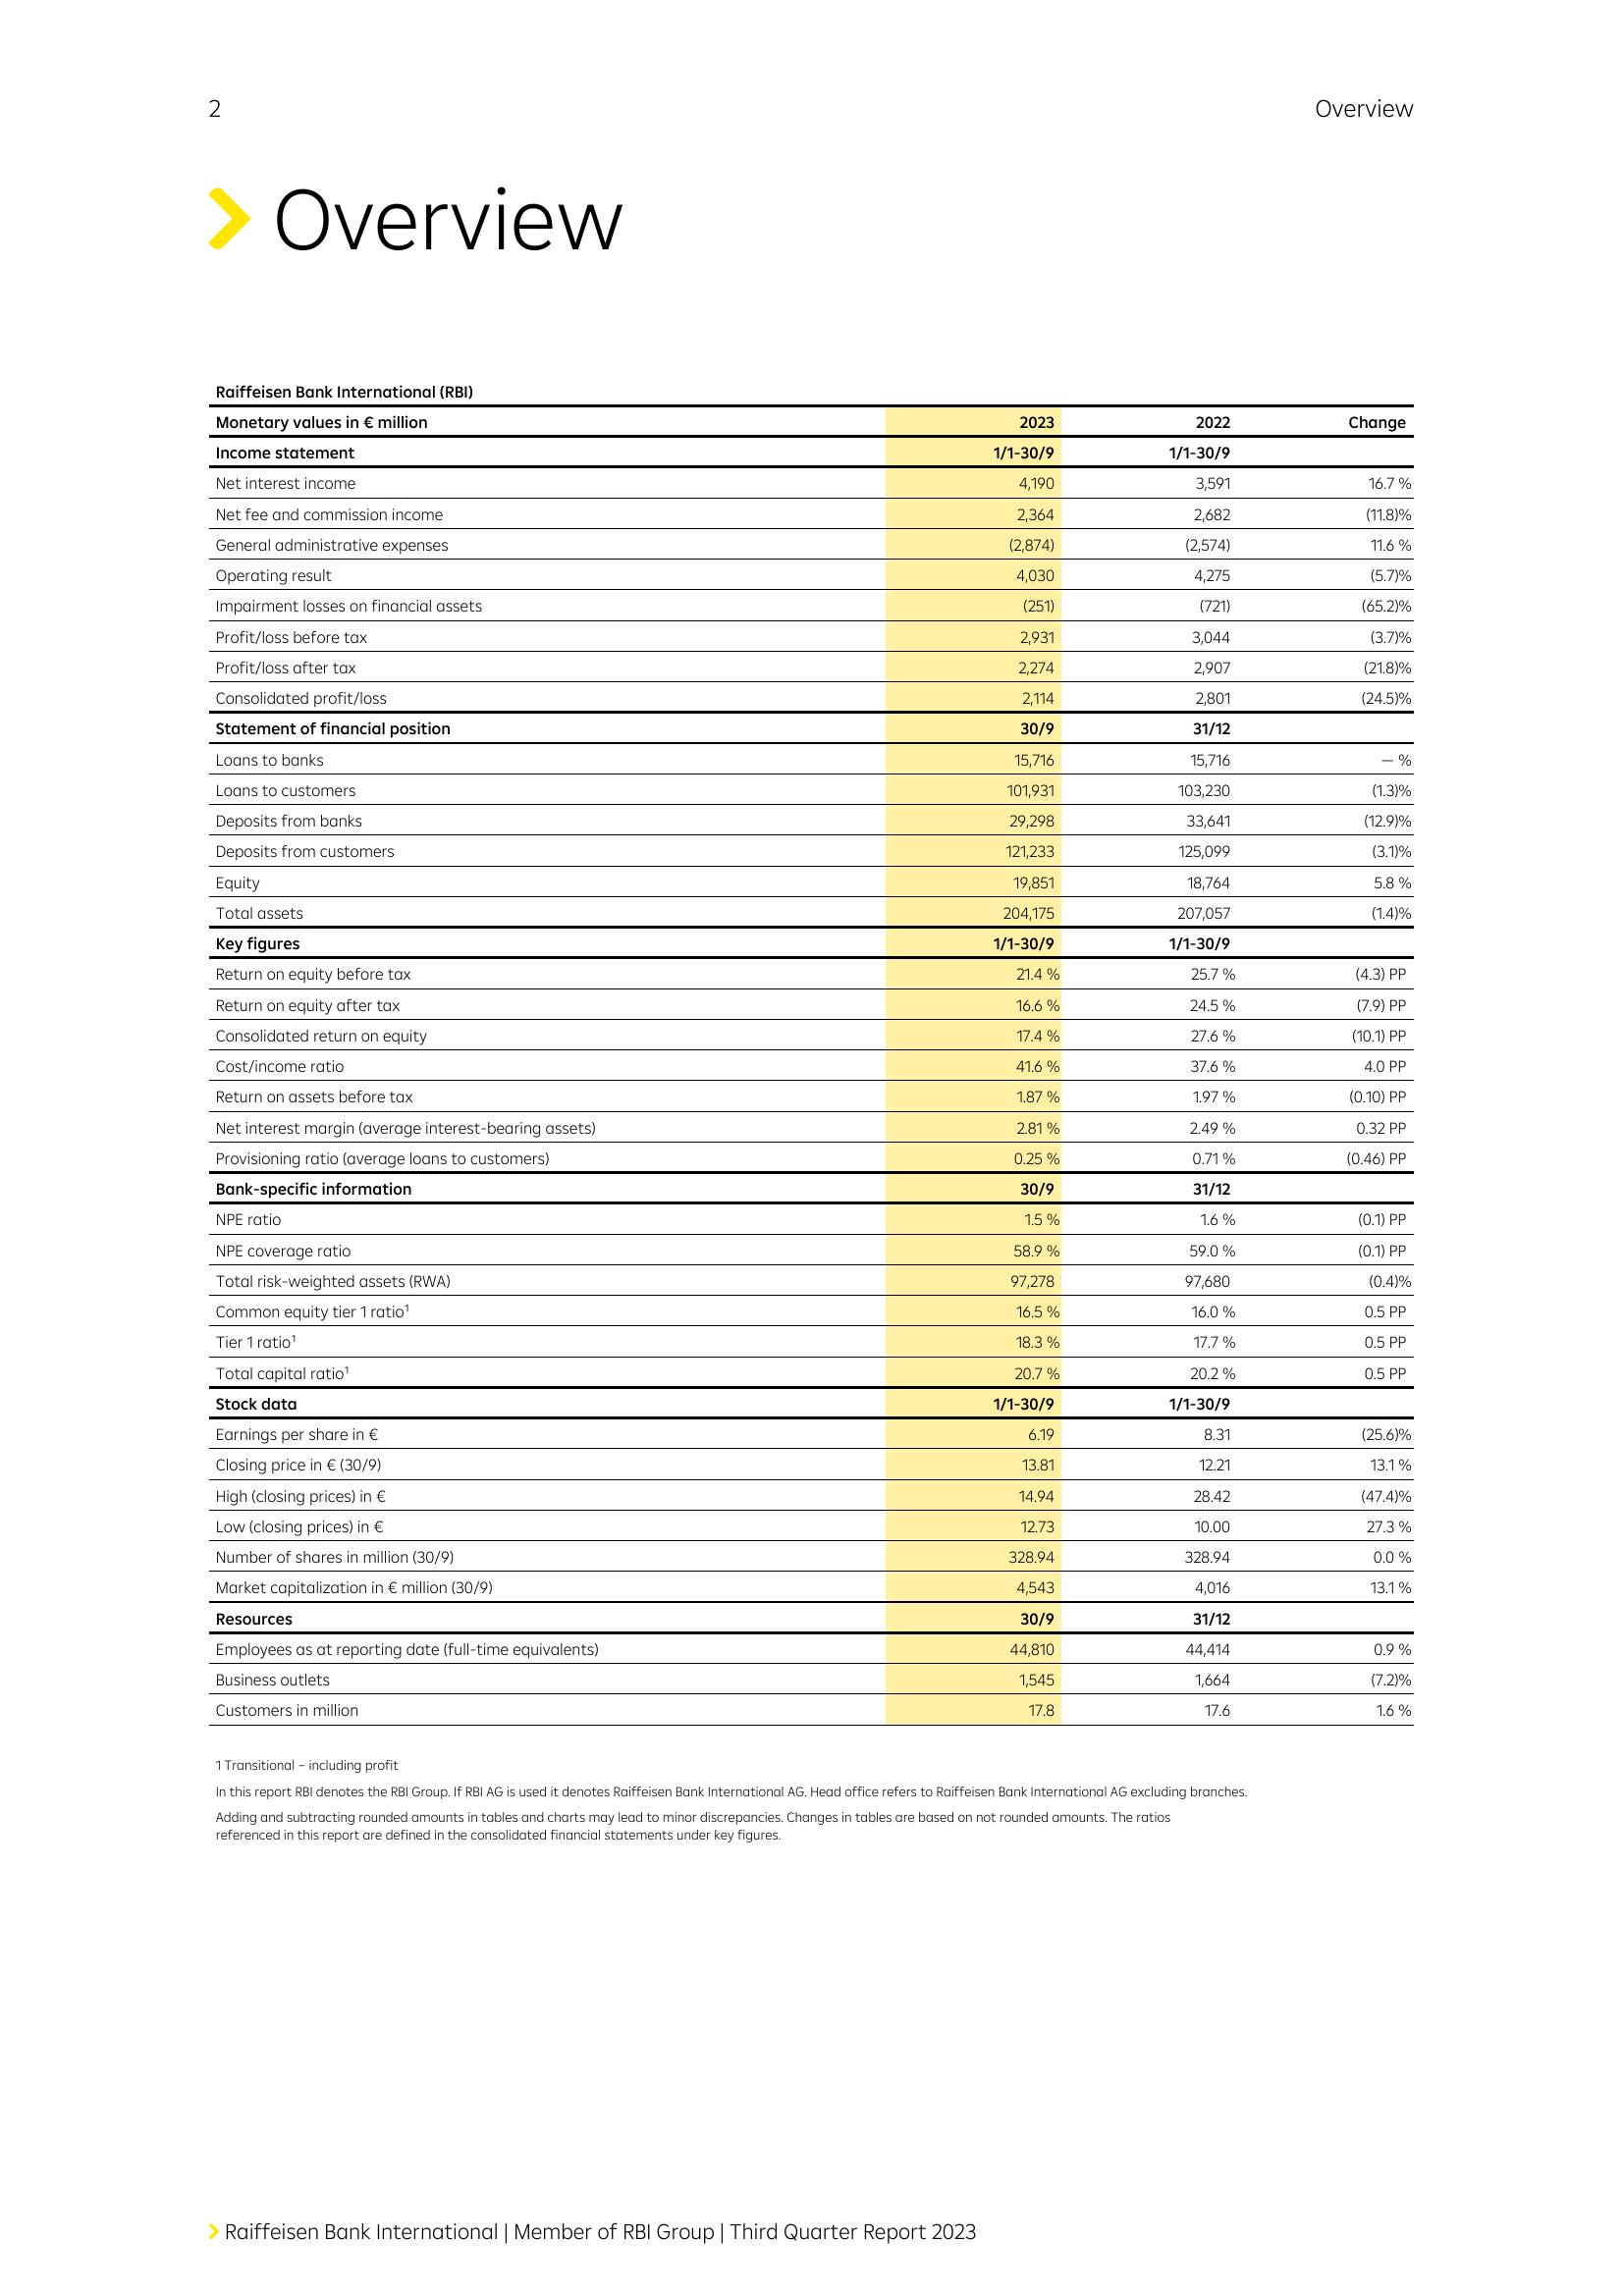 2 Overview
Overview
Raiffeisen Bank International (RBI)
Monetary values in € million 2023 2022 Change
Income statement 1/1-30/9 1/1-30/9
Net interest income 4,190 3,591 16.7 %
Net fee and commission income 2,364 2,682 (11.8)%
General administrative expenses (2,874) (2,574) 11.6 %
Operating result 4,030 4,275 (5.7)%
Impairment losses on financial assets (251) (721) (65.2)%
Profit/loss before tax 2,931 3,044 (3.7)%
Profit/loss after tax 2,274 2,907 (21.8)%
Consolidated profit/loss 2,114 2,801 (24.5)%
Statement of financial position 30/9 31/12
Loans to banks 15,716 15,716 — %
Loans to customers 101,931 103,230 (1.3)%
Deposits from banks 29,298 33,641 (12.9)%
Deposits from customers 121,233 125,099 (3.1)%
Equity 19,851 18,764 5.8 %
Total assets 204,175 207,057 (1.4)%
Key figures 1/1-30/9 1/1-30/9
Return on equity before tax 21.4 % 25.7 % (4.3) PP
Return on equity after tax 16.6 % 24.5 % (7.9) PP
Consolidated return on equity 17.4 % 27.6 % (10.1) PP
Cost/income ratio 41.6 % 37.6 % 4.0 PP
Return on assets before tax 1.87 % 1.97 % (0.10) PP
Net interest margin (average interest-bearing assets) 2.81 % 2.49 % 0.32 PP
Provisioning ratio (average loans to customers) 0.25 % 0.71 % (0.46) PP
Bank-specific information 30/9 31/12
NPE ratio 1.5 % 1.6 % (0.1) PP
NPE coverage ratio 58.9 % 59.0 % (0.1) PP
Total risk-weighted assets (RWA) 97,278 97,680 (0.4)%
Common equity tier 1 ratio¹ 16.5 % 16.0 % 0.5 PP
Tier 1 ratio¹ 18.3 % 17.7 % 0.5 PP
Total capital ratio¹ 20.7 % 20.2 % 0.5 PP
Stock data 1/1-30/9 1/1-30/9
Earnings per share in € 6.19 8.31 (25.6)%
Closing price in € (30/9) 13.81 12.21 13.1 %
High (closing prices) in € 14.94 28.42 (47.4)%
Low (closing prices) in € 12.73 10.00 27.3 %
Number of shares in million (30/9) 328.94 328.94 0.0 %
Market capitalization in € million (30/9) 4,543 4,016 13.1 %
Resources 30/9 31/12
Employees as at reporting date (full-time equivalents) 44,810 44,414 0.9 %
Business outlets 1,545 1,664 (7.2)%
Customers in million 17.8 17.6 1.6 %
1 Transitional – including profit
In this report RBI denotes the RBI Group. If RBI AG is used it denotes Raiffeisen Bank International AG. Head office refers to Raiffeisen Bank International AG excluding branches.
Adding and subtracting rounded amounts in tables and charts may lead to minor discrepancies. Changes in tables are based on not rounded amounts. The ratios
referenced in this report are defined in the consolidated financial statements under key figures.
Raiffeisen Bank International | Member of RBI Group | Third Quarter Report 2023